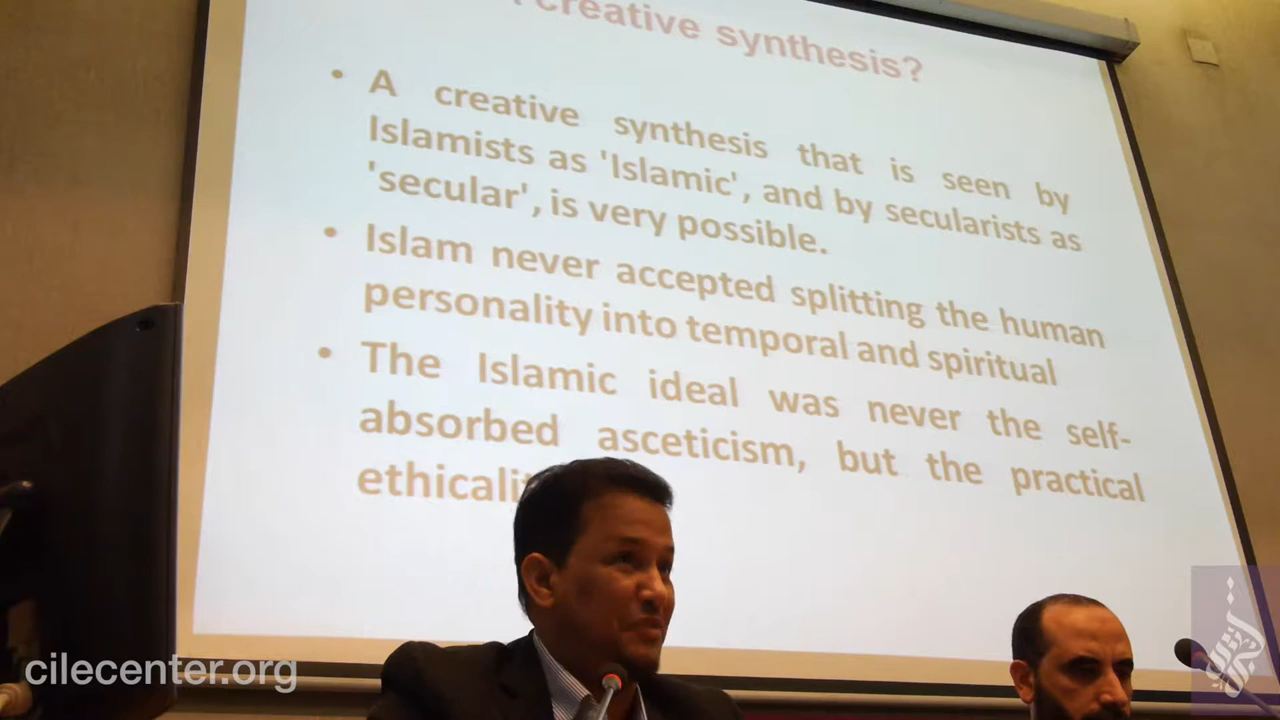 creative synthesis?
• A creative synthesis that is seen by
Islamists as 'Islamic', and by secularists as
'secular', is very possible.
• Islam never accepted splitting the human
personality into temporal and spiritual
• The Islamic ideal was never the self-
absorbed asceticism, but the practical
cilecenter.org